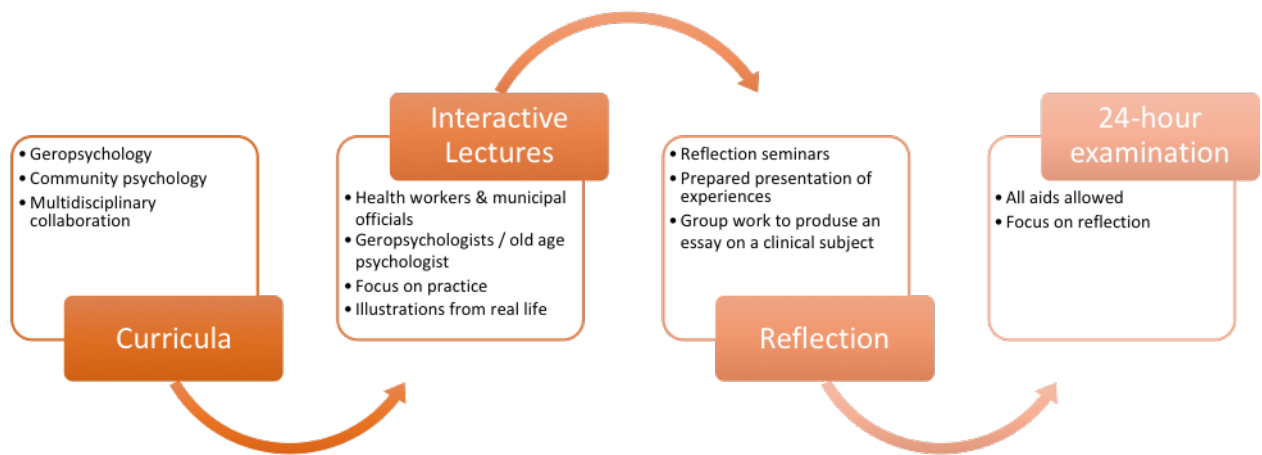 • Geropsychology
• Community psychology
• Multidisciplinary
collaboration
Curricula
Interactive
Lectures
• Health workers & municipal
officials
• Geropsychologists / old age
psychologist
• Focus on practice
• Illustrations from real life
• Reflection seminars
• Prepared presentation of
experiences
• Group work to produse an
essay on a clinical subject
Reflection
24-hour
examination
• All aids allowed
• Focus on reflection